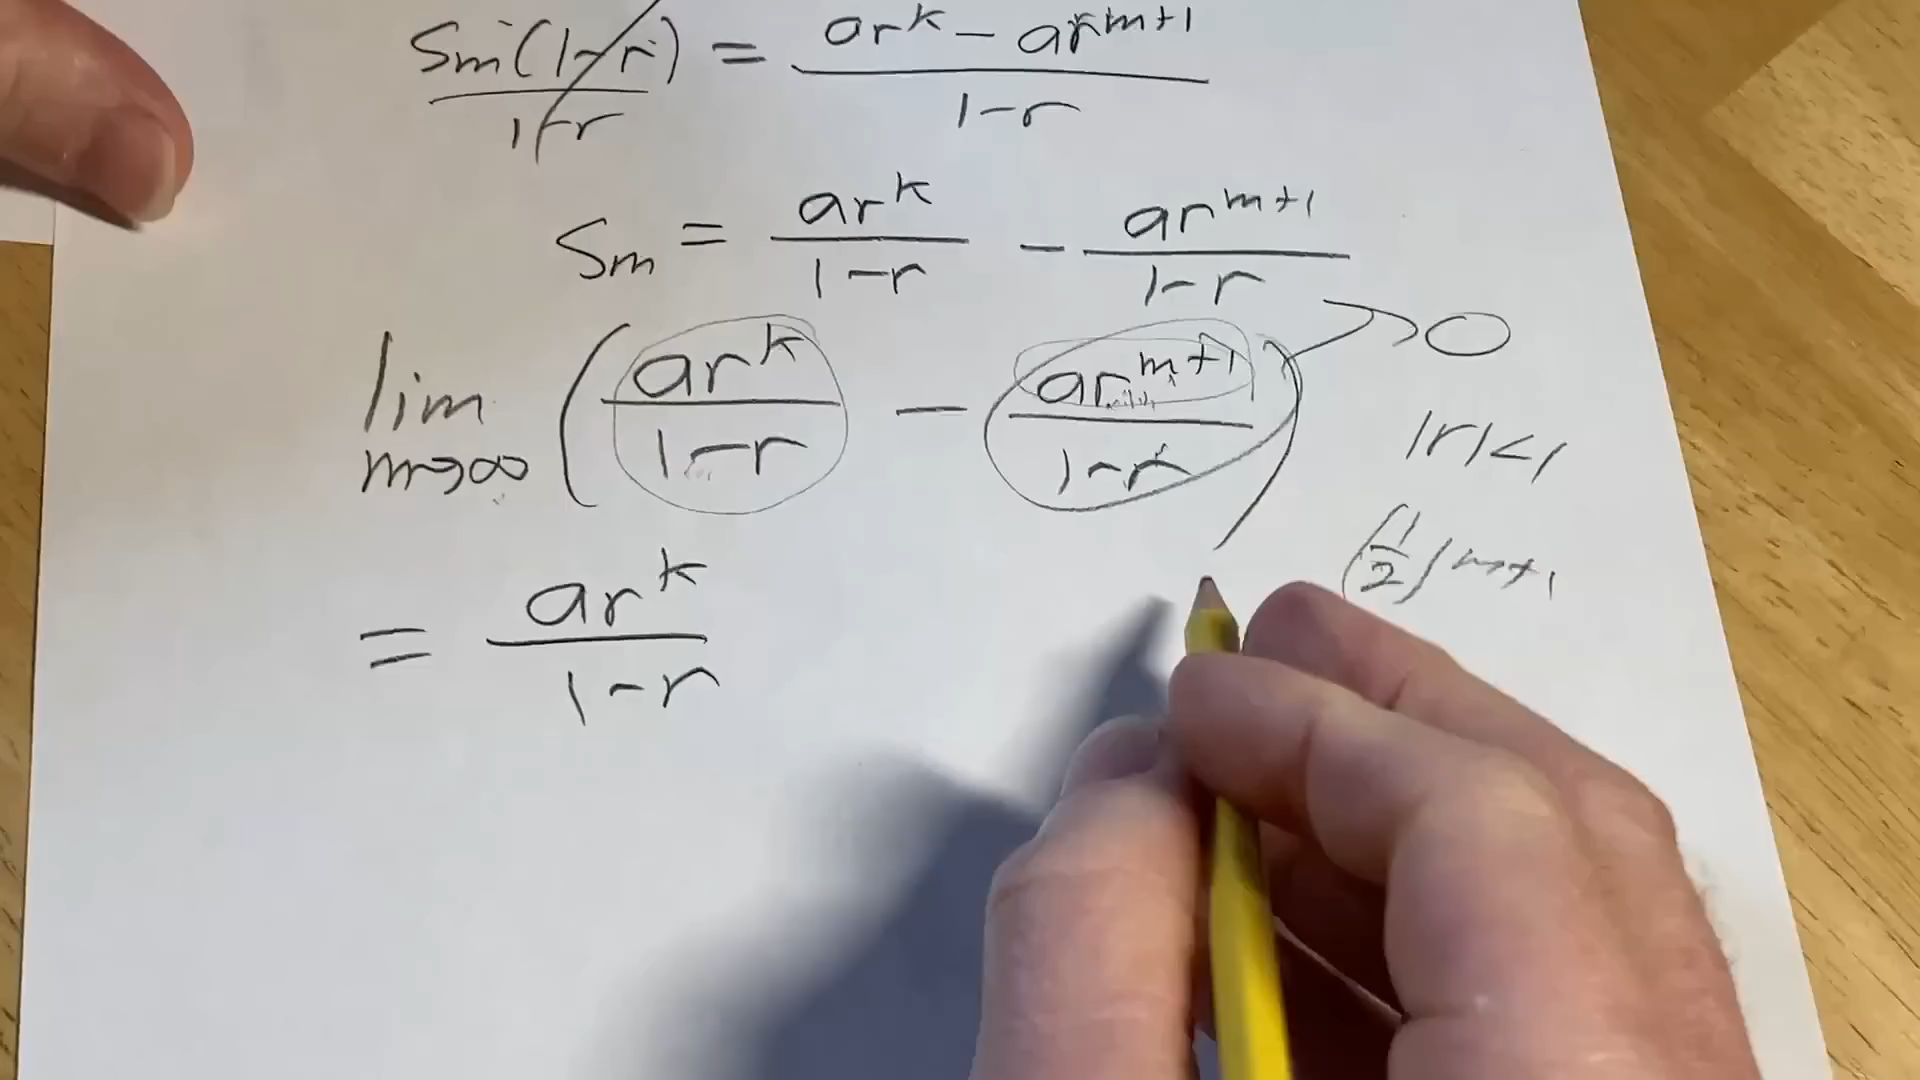 Sm(1-r)/1-r = ar^k - ar^m+1/1-r
Sm = ar^k/1-r - ar^m+1/1-r
lim m→∞ (ar^k/1-r - ar^m+1/1-r) → 0
|r|<1
(1/2)^m+1
= ar^k/1-r